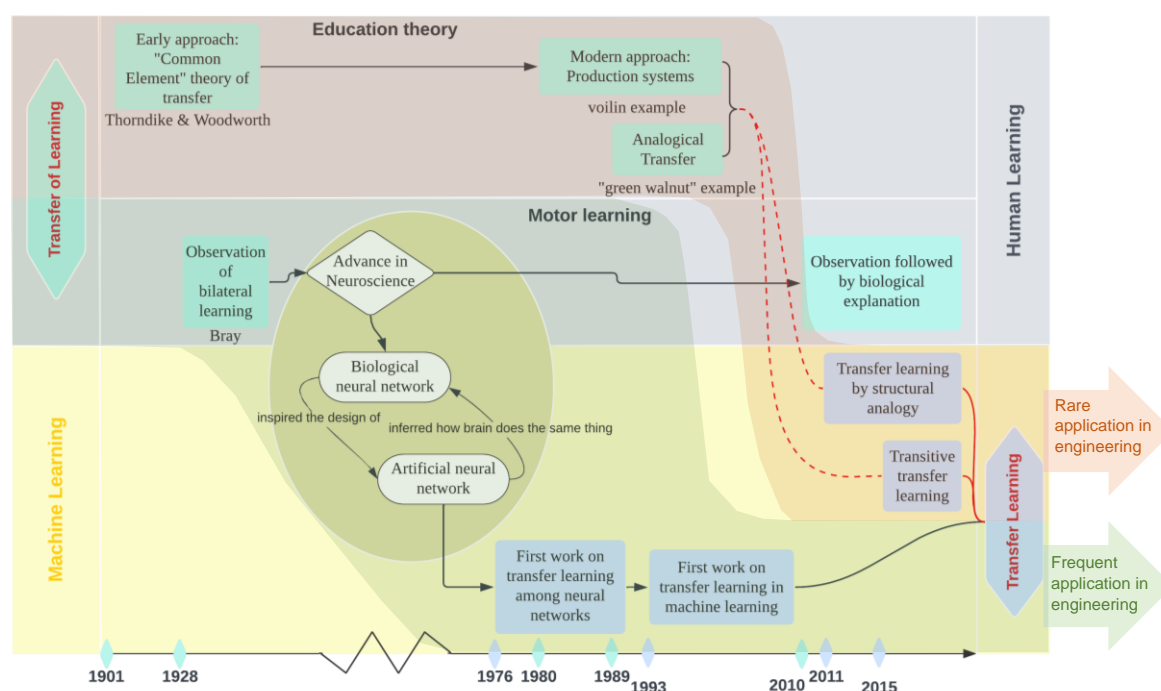 Education theory
Early approach:
"Common
Element" theory of
transfer
Thorndike & Woodworth
Modern approach:
Production systems
voilin example
Analogical
Transfer
"green walnut" example
Transfer of Learning
Human Learning
Motor learning
Observation
of
bilateral
learning
Bray
Advance in
Neuroscience
Observation followed
by biological
explanation
Biological
neural network
inspired the design of
inferred how brain does the same thing
Artificial neural
network
Machine Learning
Transfer learning
by structural
analogy
Transitive
transfer
learning
Transfer Learning
Rare
application in
engineering
Frequent
application in
engineering
First work on
transfer learning
among neural
networks
First work on
transfer learning in
machine learning
1901
1928
1976
1980
1989
1993
2010
2011
2015